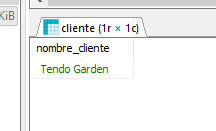 KiB
cliente (1r × 1c)
nombre_cliente
Tendo Garden